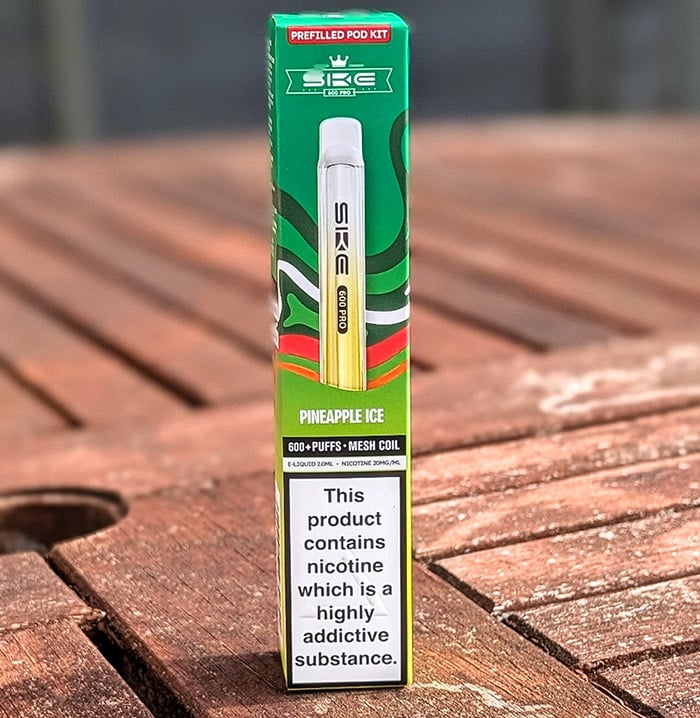 PREFILLED POD KIT
SKE
600 PRO
SKE
600 PRO
PINEAPPLE ICE
600+PUFFS • MESH COIL
E-LIQUID 2.0ML - NICOTINE 20MG/ML
This
product
contains
nicotine
which is a
highly
addictive
substance.